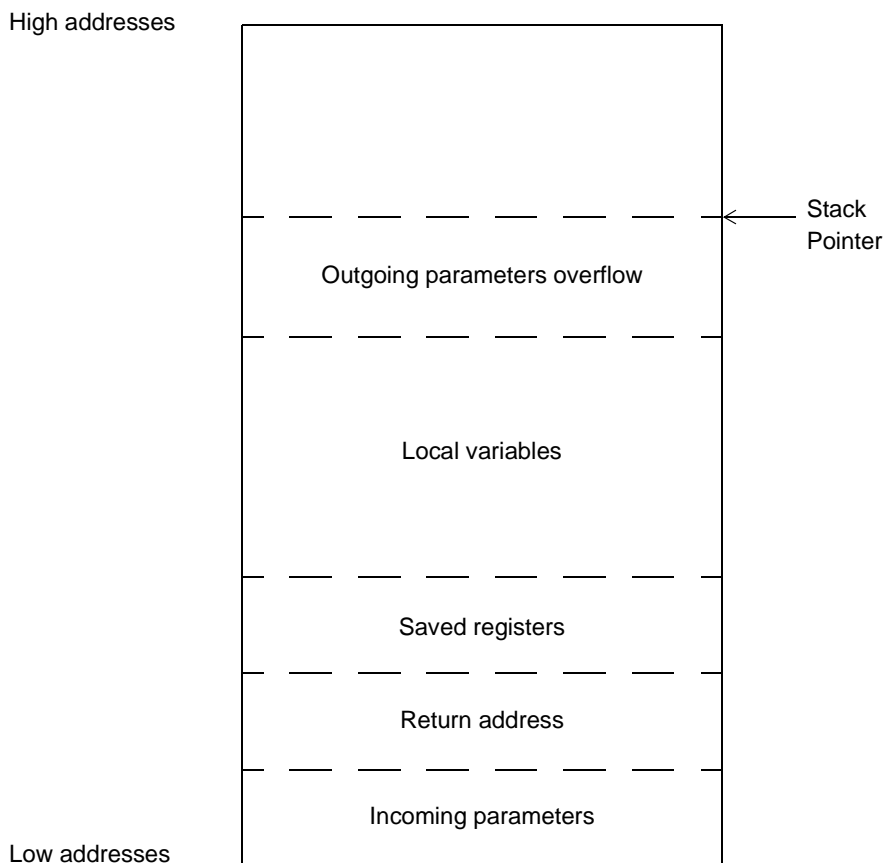 High addresses
Stack
Pointer
Outgoing parameters overflow
Local variables
Saved registers
Return address
Incoming parameters
Low addresses